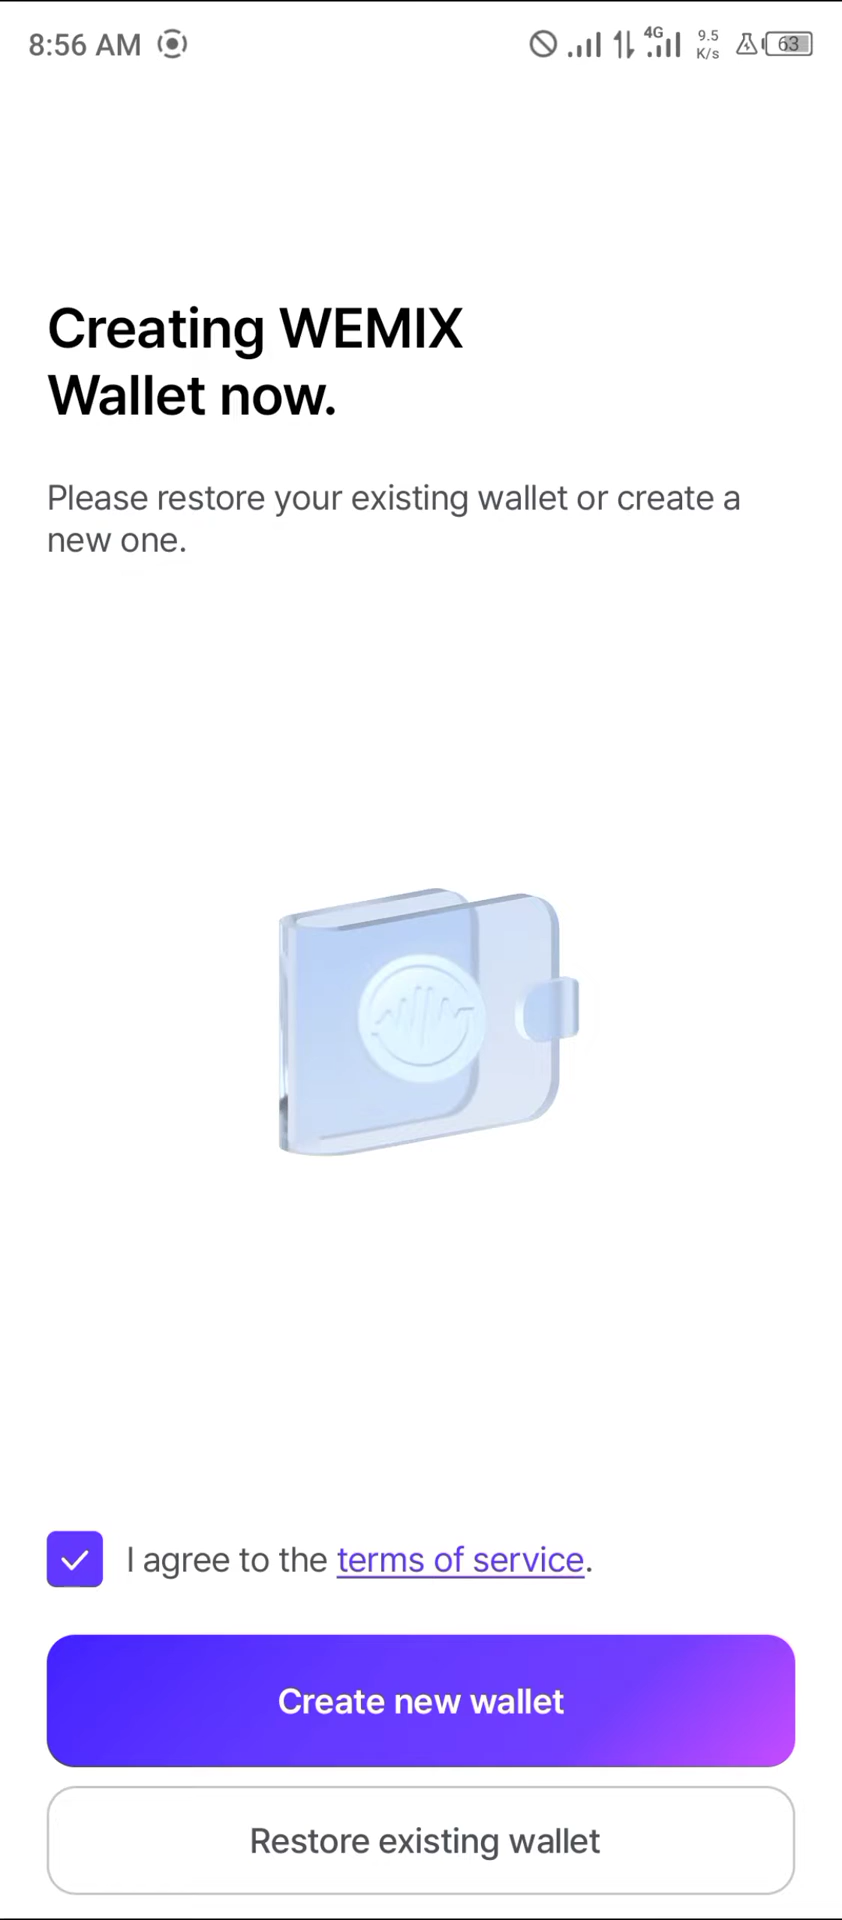 8:56 AM
4G
9.5
K/s
63
Creating WEMIX
Wallet now.
Please restore your existing wallet or create a
new one.
I agree to the terms of service.
Create new wallet
Restore existing wallet